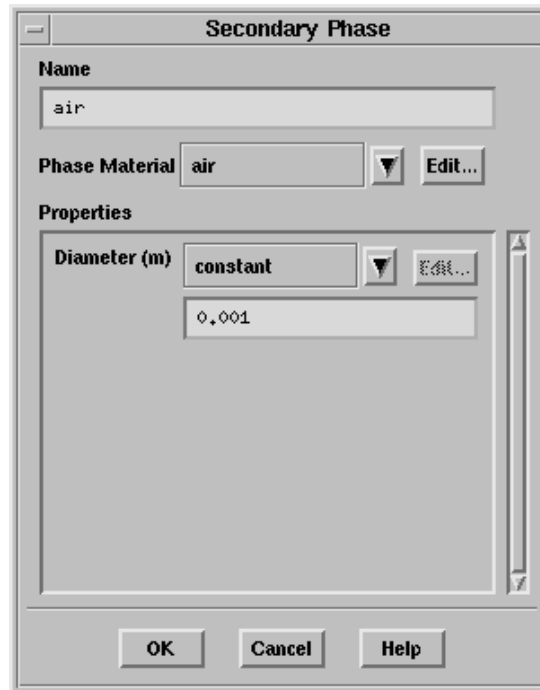 Secondary Phase
Name
air
Phase Material air Edit...
Properties
Diameter (m) constant Edit...
0.001
OK Cancel Help